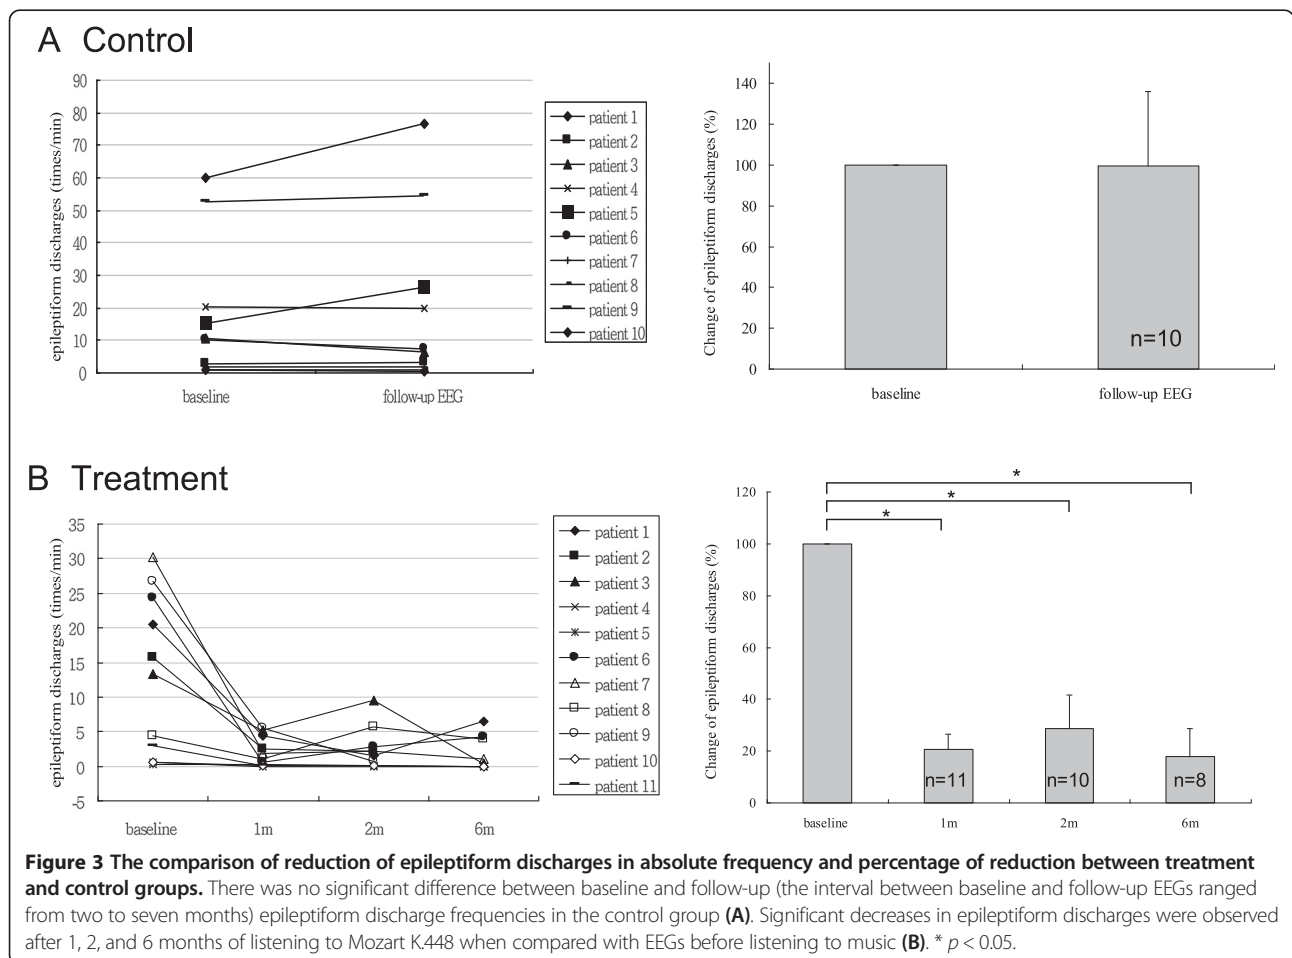 A Control
90
80
70
60
50
40
30
20
10
0
epileptiform discharges (times/min)
baseline
follow-up EEG
patient 1
patient 2
patient 3
patient 4
patient 5
patient 6
patient 7
patient 8
patient 9
patient 10
140
120
100
80
60
40
20
0
Change of epileptiform discharges (%)
n=10
baseline
follow-up EEG
B Treatment
35
30
25
20
15
10
5
0
-5
epileptiform discharges (times/min)
baseline
1m
2m
6m
patient 1
patient 2
patient 3
patient 4
patient 5
patient 6
patient 7
patient 8
patient 9
patient 10
patient 11
120
100
80
60
40
20
0
Change of epileptiform discharges (%)
*
*
*
n=11
n=10
n=8
baseline
1m
2m
6m
Figure 3 The comparison of reduction of epileptiform discharges in absolute frequency and percentage of reduction between treatment
and control groups. There was no significant difference between baseline and follow-up (the interval between baseline and follow-up EEGs ranged
from two to seven months) epileptiform discharge frequencies in the control group (A). Significant decreases in epileptiform discharges were observed
after 1, 2, and 6 months of listening to Mozart K.448 when compared with EEGs before listening to music (B). * p < 0.05.